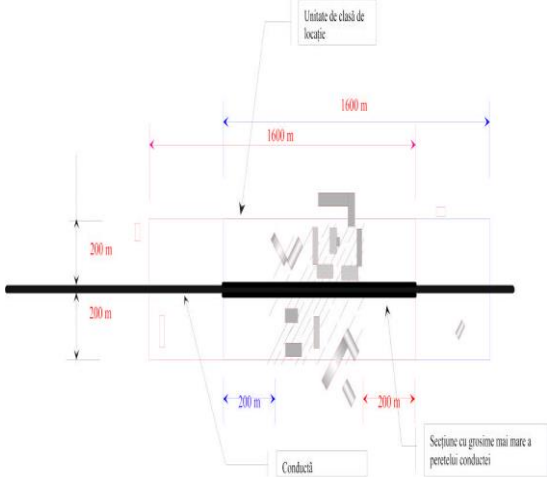 Unitate de clasă de
locație
1600 m
1600 m
200 m
200 m
200 m
200 m
Secțiune cu grosime mai mare a
peretelui conductei
Conductă